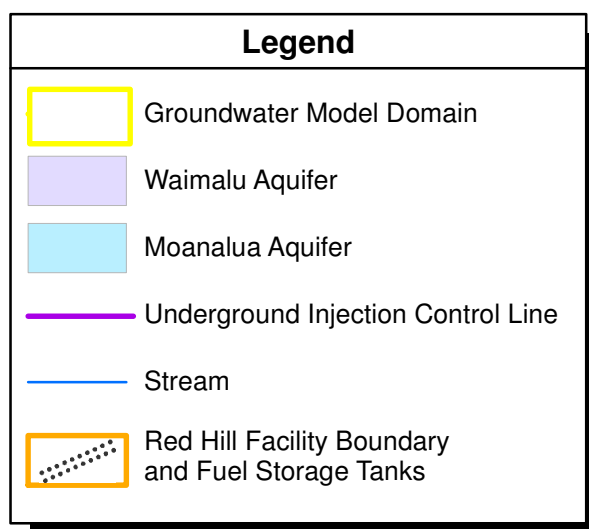 Legend
Groundwater Model Domain
Waimalu Aquifer
Moanalua Aquifer
Underground Injection Control Line
Stream
Red Hill Facility Boundary
and Fuel Storage Tanks